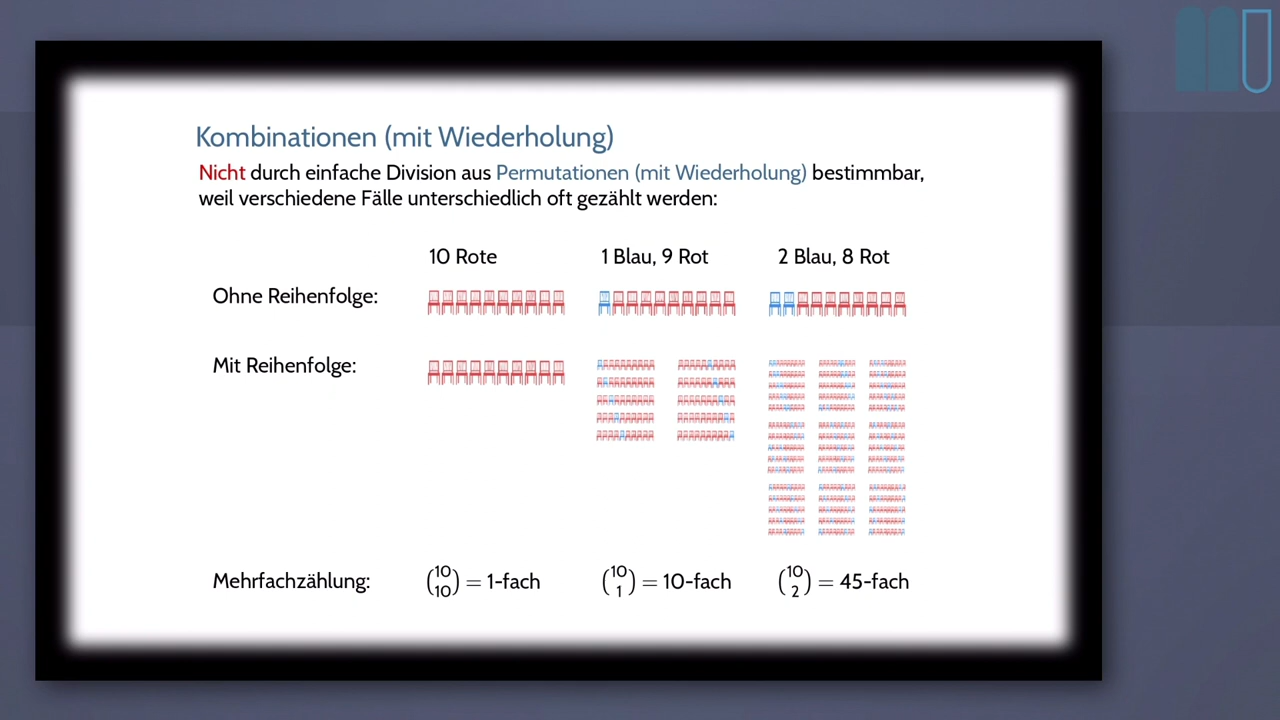 Kombinationen (mit Wiederholung)
Nicht durch einfache Division aus Permutationen (mit Wiederholung) bestimmbar,
weil verschiedene Fälle unterschiedlich oft gezählt werden:
10 Rote 1 Blau, 9 Rot 2 Blau, 8 Rot
Ohne Reihenfolge:
Mit Reihenfolge:
Mehrfachzählung: (10 10) = 1-fach (10 1) = 10-fach (10 2) = 45-fach